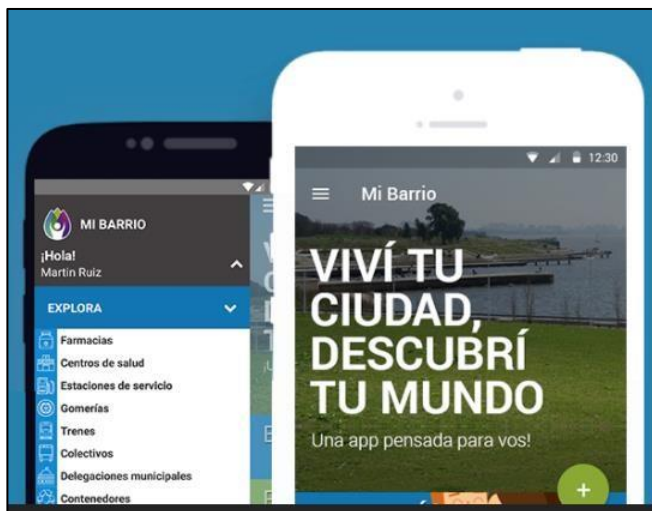 MI BARRIO
¡Hola!
Martín Ruiz
EXPLORA
Farmacias
Centros de salud
Estaciones de servicio
Gomerías
Trenes
Colectivos
Delegaciones municipales
Contenedores
12:30
Mi Barrio
VIVÍ TU
CIUDAD,
DESCUBRÍ
TU MUNDO
Una app pensada para vos!
+